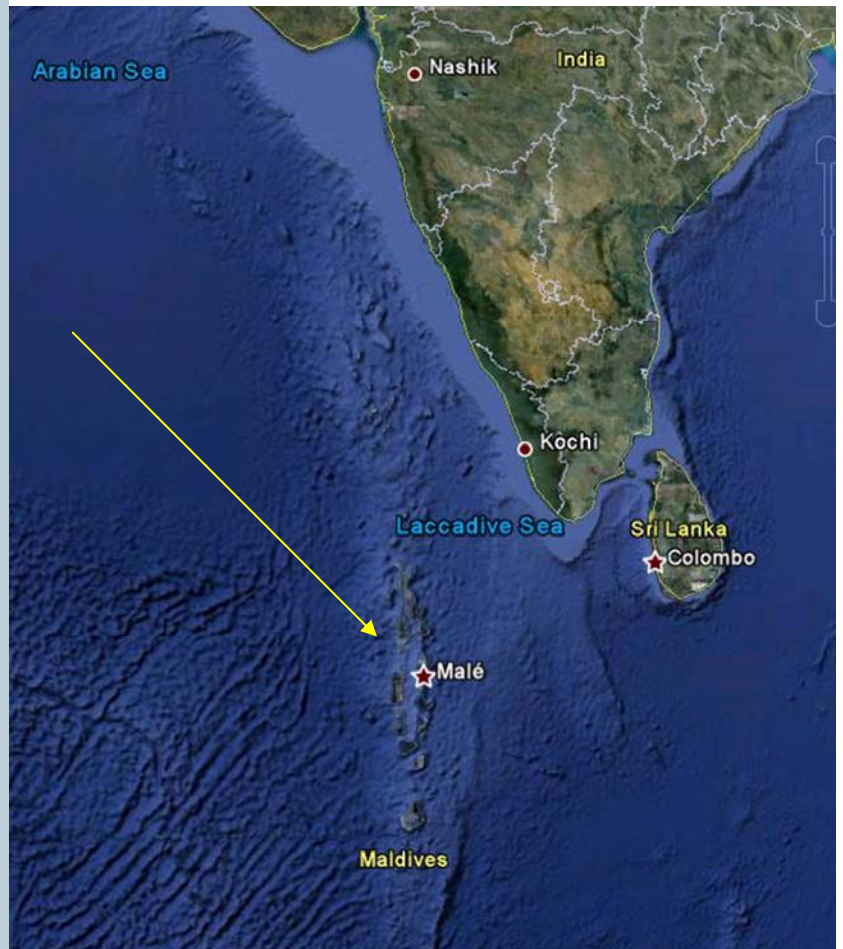 India
Nashik
Arabian Sea
Kochi
Laccadive Sea
Sri Lanka
Colombo
Malé
Maldives